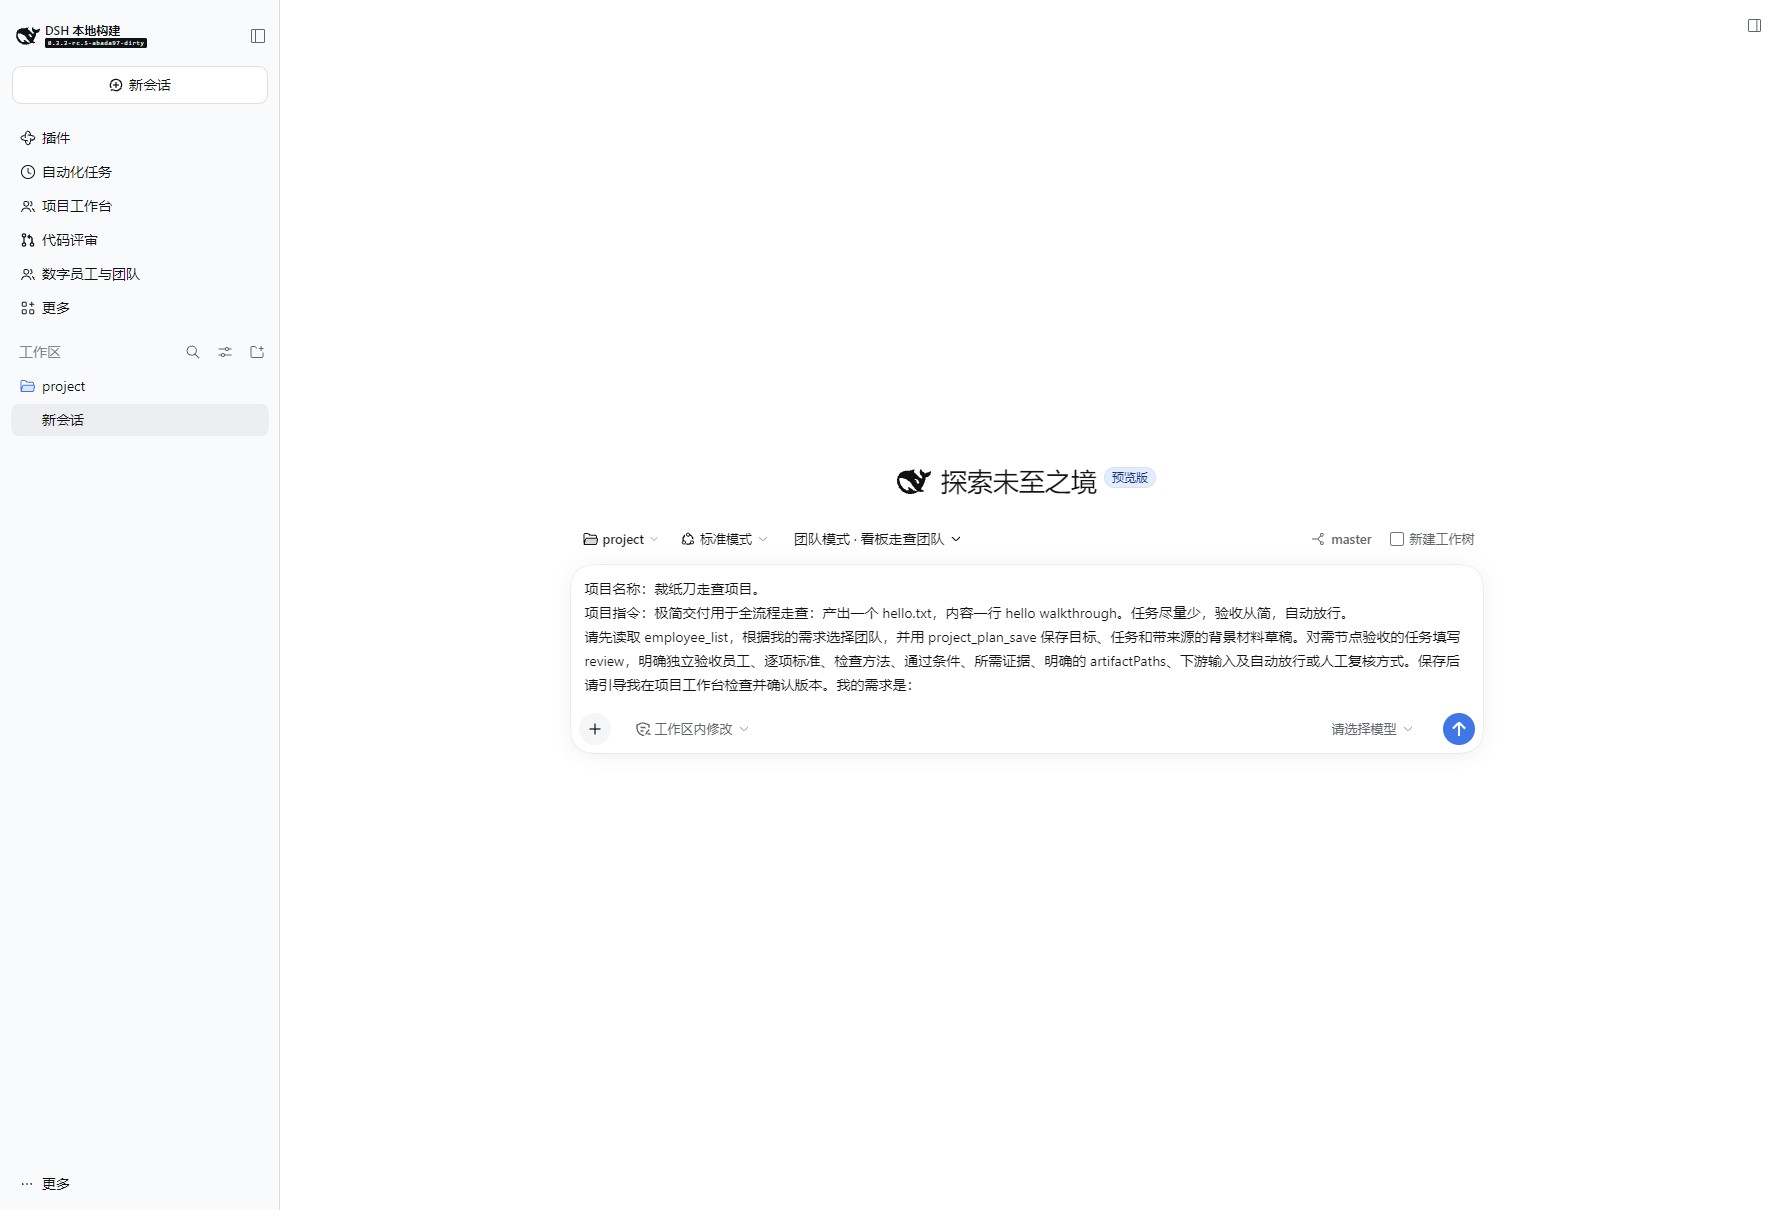 DSH 本地构建
0.3.2-rc.5-abada97-dirty
新会话
插件
自动化任务
项目工作台
代码评审
数字员工与团队
更多
工作区
project
新会话
探索未至之境 预览版
project 标准模式 团队模式 · 看板走查团队 master 新建工作树
项目名称：裁纸刀走查项目。
项目指令：极简交付用于全流程走查：产出一个 hello.txt，内容一行 hello walkthrough。任务尽量少，验收从简，自动放行。
请先读取 employee_list，根据我的需求选择团队，并用 project_plan_save 保存目标、任务和带来源的背景材料草稿。对需节点验收的任务填写
review，明确独立验收员工、逐项标准、检查方法、通过条件、所需证据、明确的 artifactPaths、下游输入及自动放行或人工复核方式。保存后
请引导我在项目工作台检查并确认版本。我的需求是：
工作区内修改 请选择模型
更多